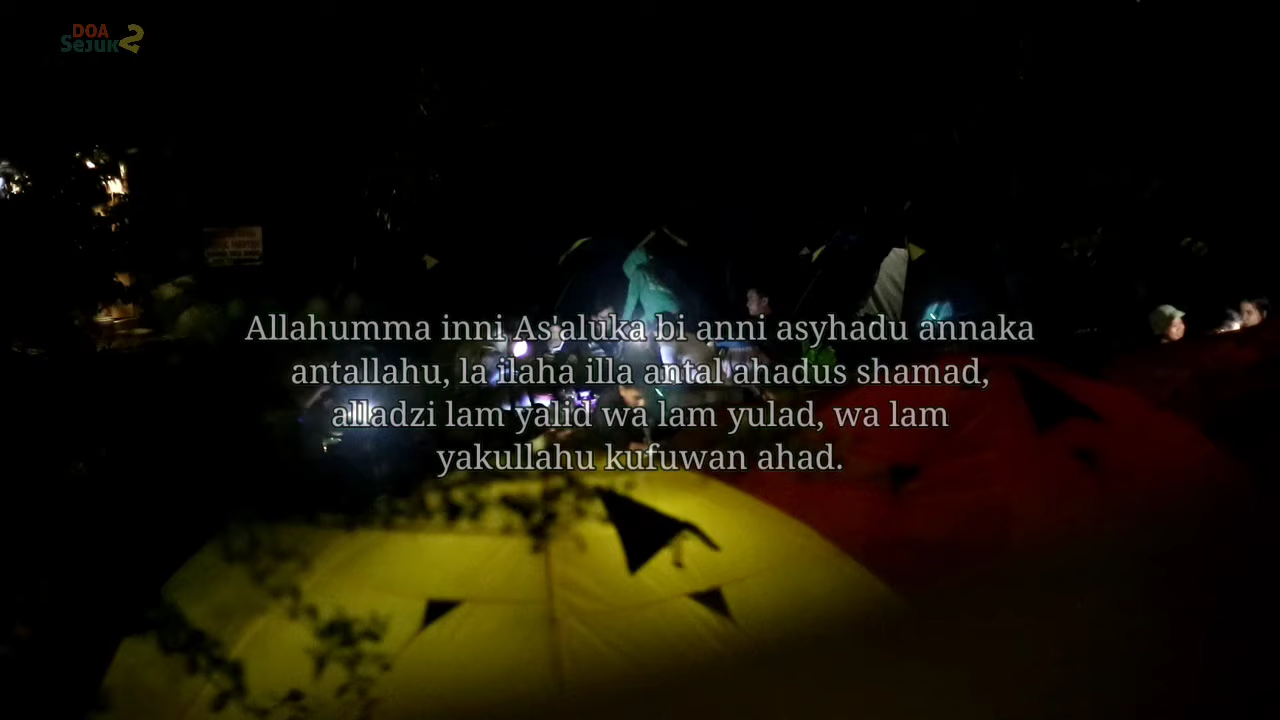 DOA
Sejuk2
Allahumma inni As'aluka bi anni asyhadu annaka
antallahu, la ilaha illa antal ahadus shamad,
alladzi lam yalid wa lam yulad, wa lam
yakullahu kufuwan ahad.